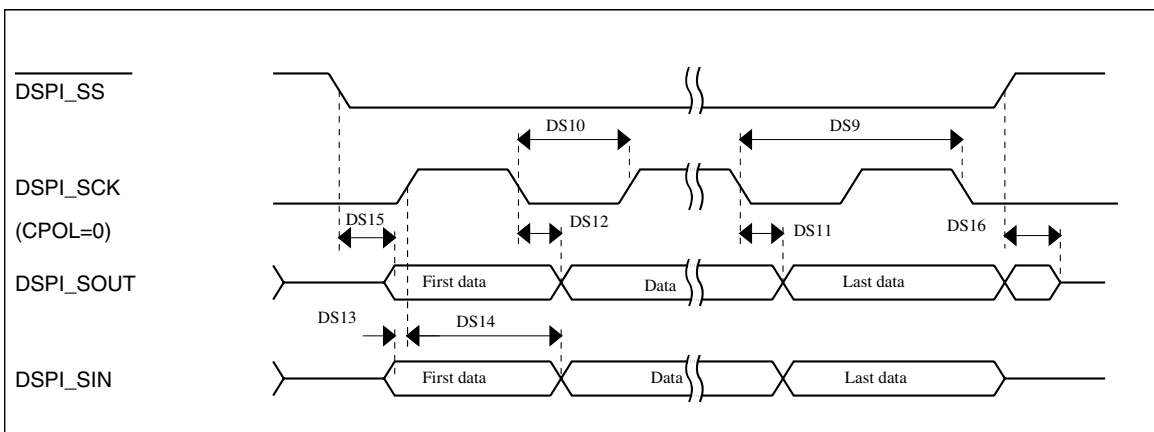 DSPI_SS
DS10
DS9
DSPI_SCK
(CPOL=0)
DS15
DS12
DS11
DS16
DSPI_SOUT
First data
Data
Last data
DS13
DS14
DSPI_SIN
First data
Data
Last data